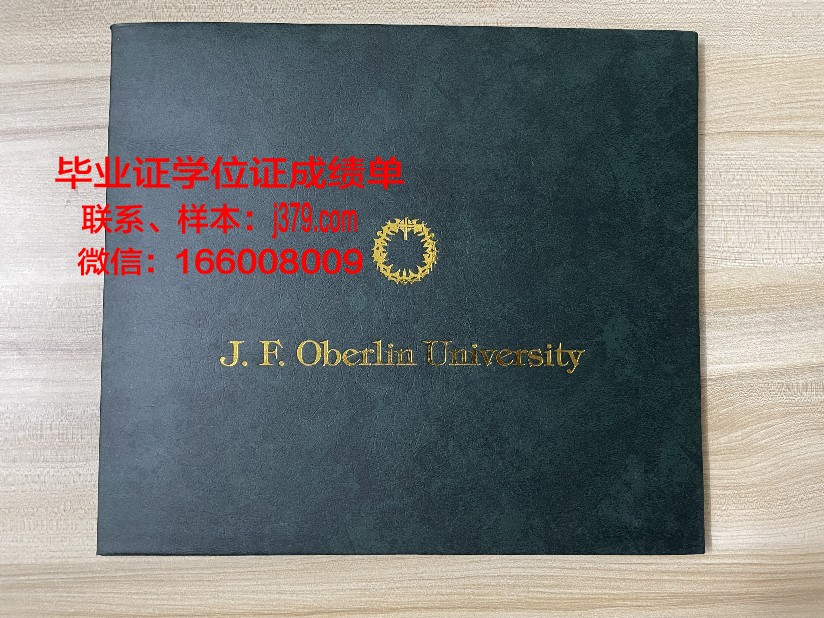 毕业证学位证成绩单
联系、样本：j379.com
微信：166008009
J. F. Oberlin University